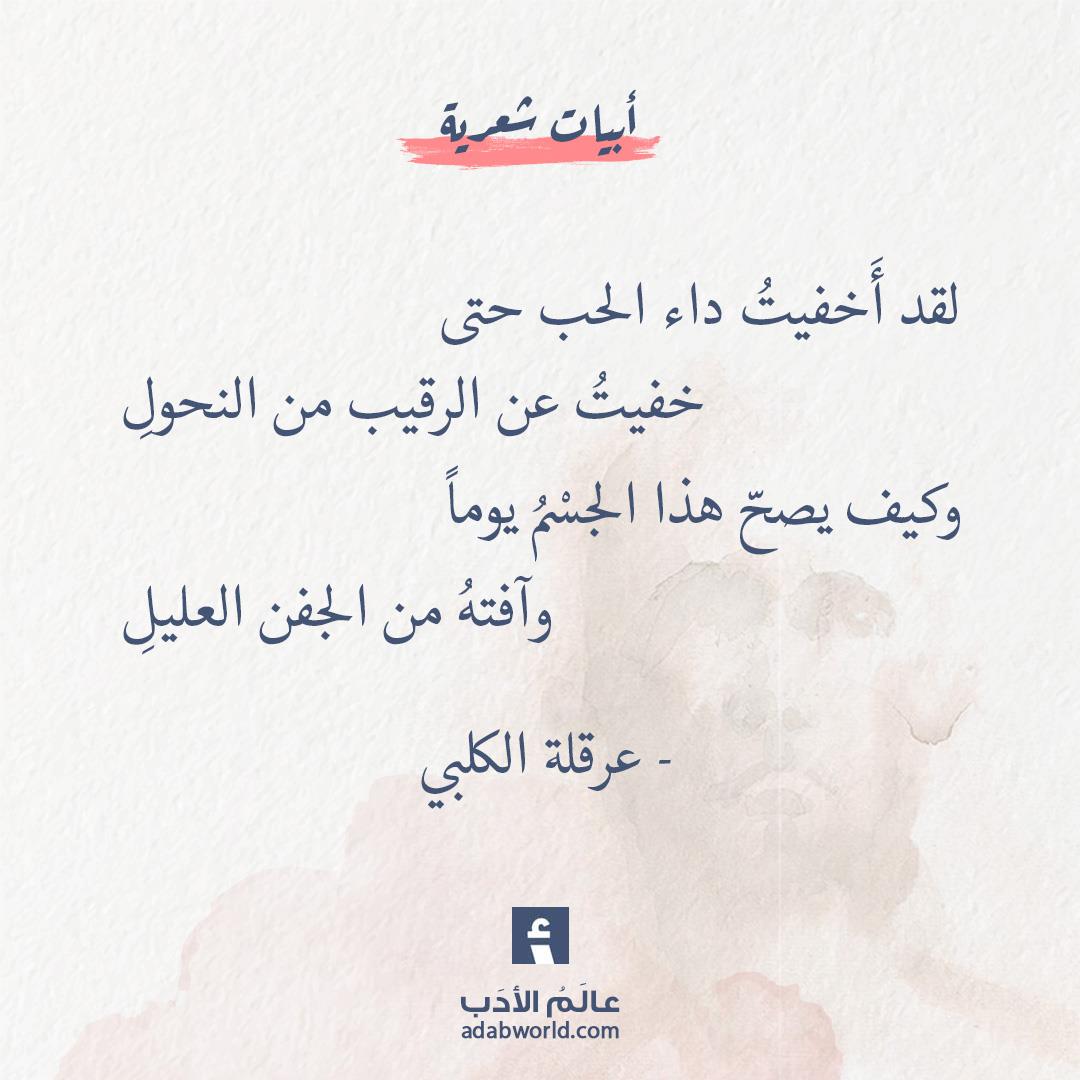 أبيات شعرية
لقد أَخفيتُ داء الحب حتى
خفيتُ عن الرقيب من النحولِ
وكيف يصحّ هذا الجسْمُ يوماً
وآفتهُ من الجفن العليلِ
- عرقلة الكلبي
أ
عالَمُ الأدَب
adabworld.com